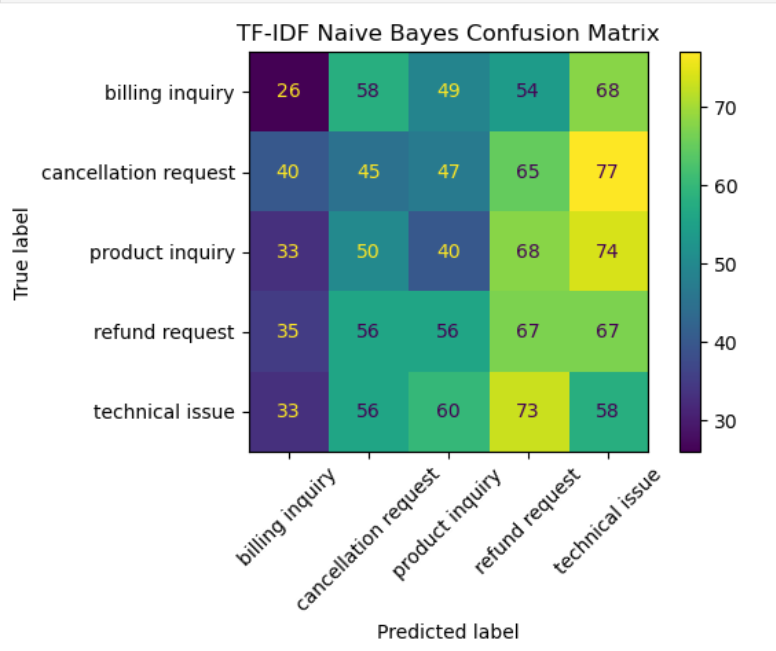 TF-IDF Naive Bayes Confusion Matrix
billing inquiry 26 58 49 54 68
cancellation request 40 45 47 65 77
product inquiry 33 50 40 68 74
refund request 35 56 56 67 67
technical issue 33 56 60 73 58
70
60
50
40
30
True label
billing inquiry
cancellation request
product inquiry
refund request
technical issue
Predicted label